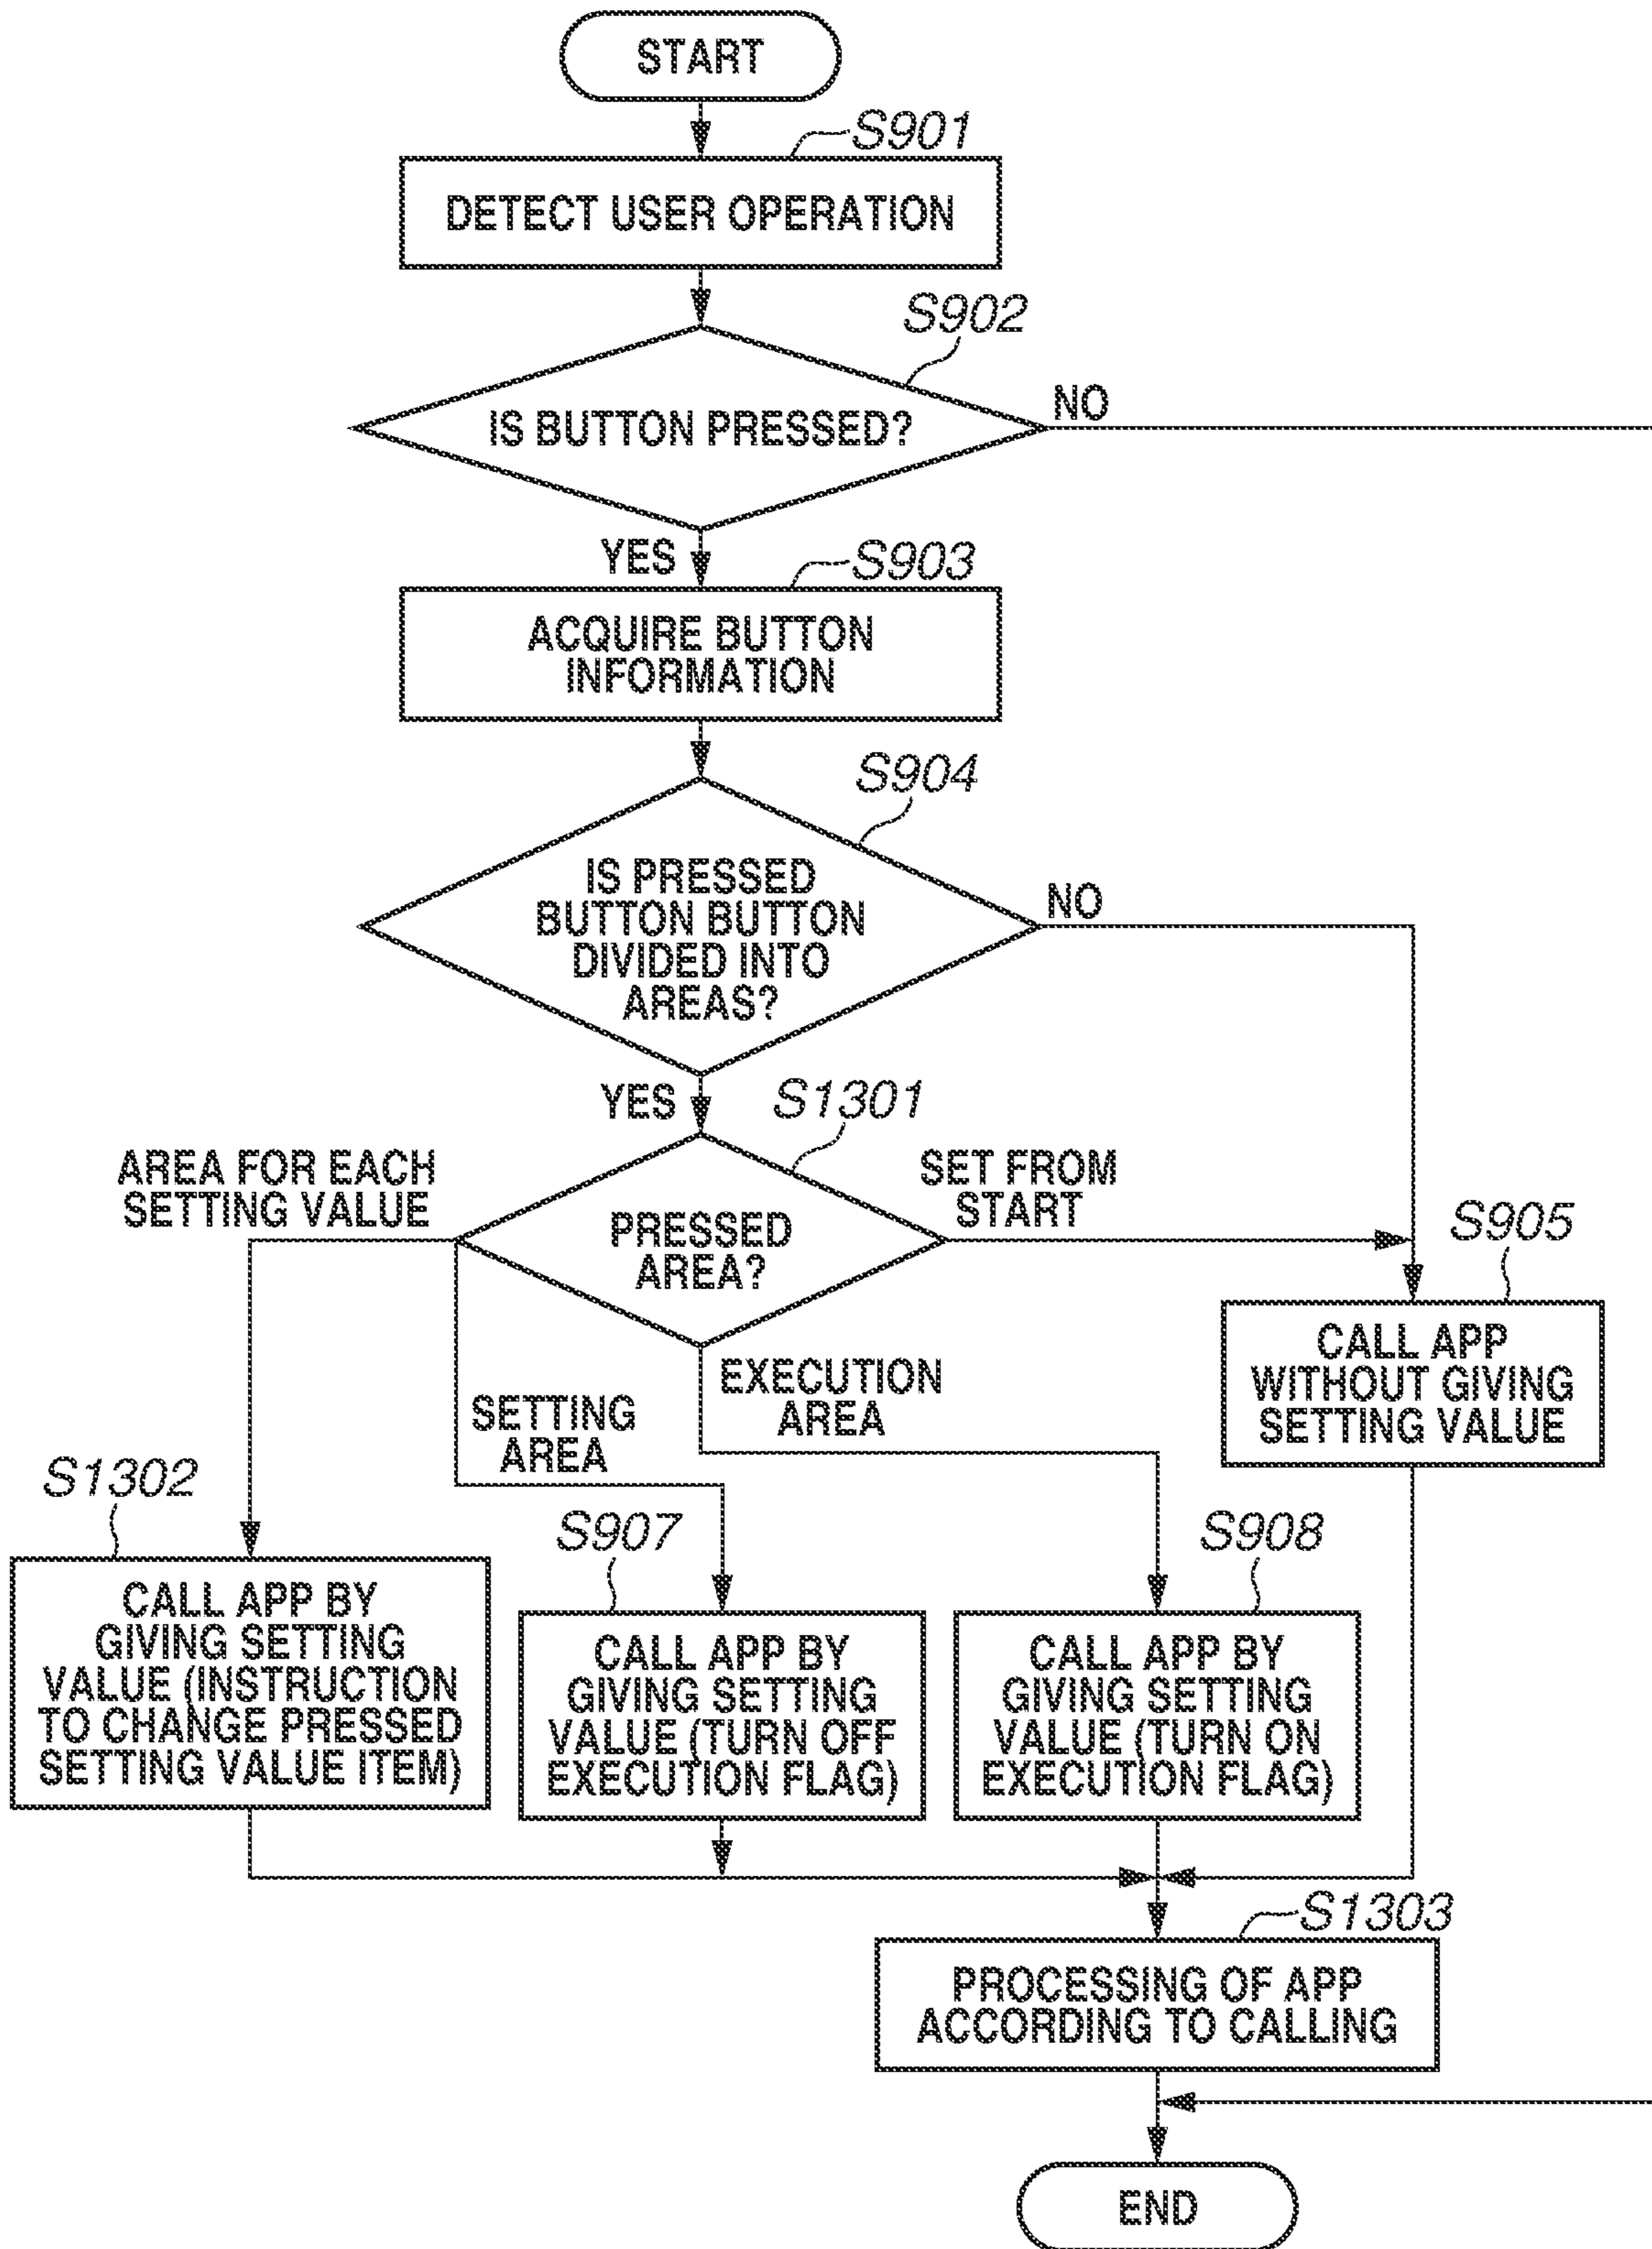 START
S901
DETECT USER OPERATION
S902
IS BUTTON PRESSED?
NO
YES
S903
ACQUIRE BUTTON
INFORMATION
S904
IS PRESSED
BUTTON BUTTON
DIVIDED INTO
AREAS?
NO
YES
S1301
AREA FOR EACH
SETTING VALUE
PRESSED
AREA?
SET FROM
START
S905
CALL APP
WITHOUT GIVING
SETTING VALUE
SETTING
AREA
EXECUTION
AREA
S1302
CALL APP BY
GIVING SETTING
VALUE (INSTRUCTION
TO CHANGE PRESSED
SETTING VALUE ITEM)
S907
CALL APP BY
GIVING SETTING
VALUE (TURN OFF
EXECUTION FLAG)
S908
CALL APP BY
GIVING SETTING
VALUE (TURN ON
EXECUTION FLAG)
S1303
PROCESSING OF APP
ACCORDING TO CALLING
END